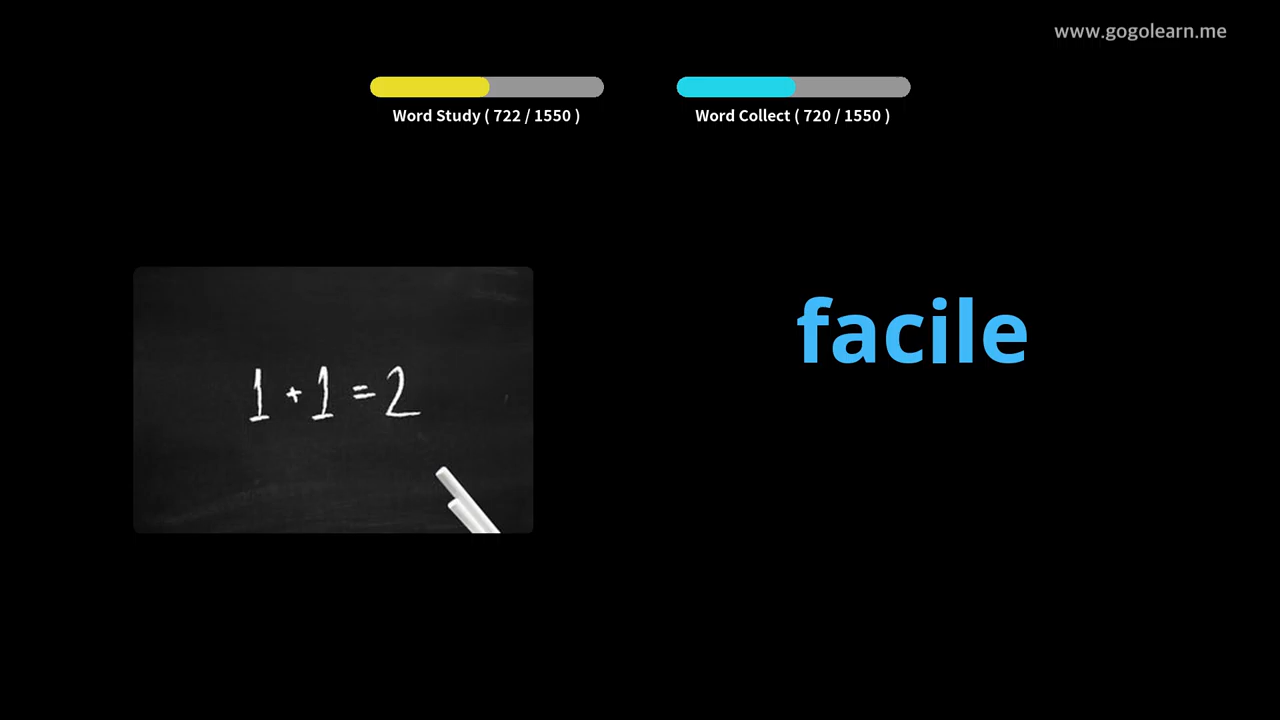 www.gogolearn.me
Word Study ( 722 / 1550 )
Word Collect ( 720 / 1550 )
facile
1 + 1 = 2